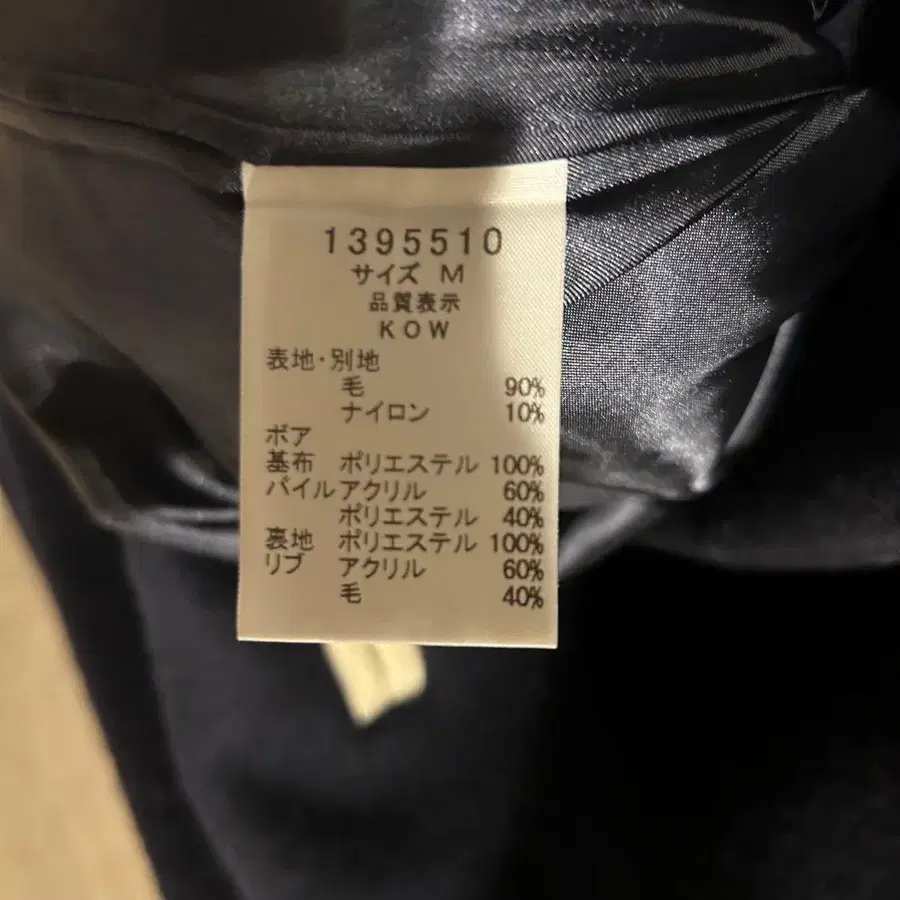 1395510
サイズ M
品質表示
KOW
表地・別地
毛 90%
ナイロン 10%
ボア
基布 ポリエステル 100%
パイル アクリル 60%
ポリエステル 40%
裏地 ポリエステル 100%
リブ アクリル 60%
毛 40%